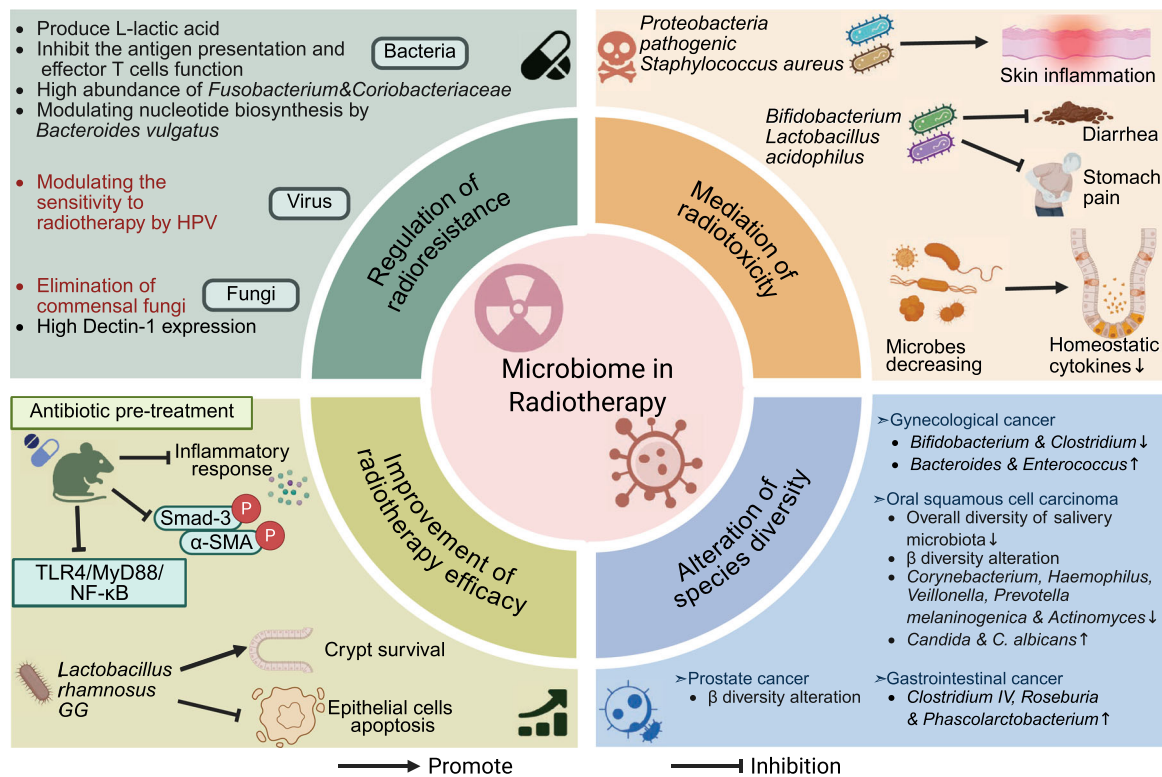 • Produce L-lactic acid
• Inhibit the antigen presentation and
effector T cells function
• High abundance of Fusobacterium&Coriobacteriaceae
• Modulating nucleotide biosynthesis by
Bacteroides vulgatus
Bacteria
• Modulating the
sensitivity to
radiotherapy by HPV
Virus
• Elimination of
commensal fungi
• High Dectin-1 expression
Fungi
Regulation of
radioresistance
Proteobacteria
pathogenic
Staphylococcus aureus
Skin inflammation
Bifidobacterium
Lactobacillus
acidophilus
Diarrhea
Stomach
pain
Microbes
decreasing
Homeostatic
cytokines↓
Mediation of
radiotoxicity
Microbiome in
Radiotherapy
Antibiotic pre-treatment
Inflammatory
response
Smad-3
P
α-SMA
P
TLR4/MyD88/
NF-κB
Lactobacillus
rhamnosus
GG
Crypt survival
Epithelial cells
apoptosis
Improvement of
radiotherapy efficacy
Alteration of
species diversity
➣Gynecological cancer
• Bifidobacterium & Clostridium↓
• Bacteroides & Enterococcus↑
➣Oral squamous cell carcinoma
• Overall diversity of salivery
microbiota↓
• β diversity alteration
• Corynebacterium, Haemophilus,
Veillonella, Prevotella
melaninogenica & Actinomyces↓
• Candida & C. albicans↑
➣Prostate cancer
• β diversity alteration
➣Gastrointestinal cancer
• Clostridium IV, Roseburia
& Phascolarctobacterium↑
Promote
Inhibition